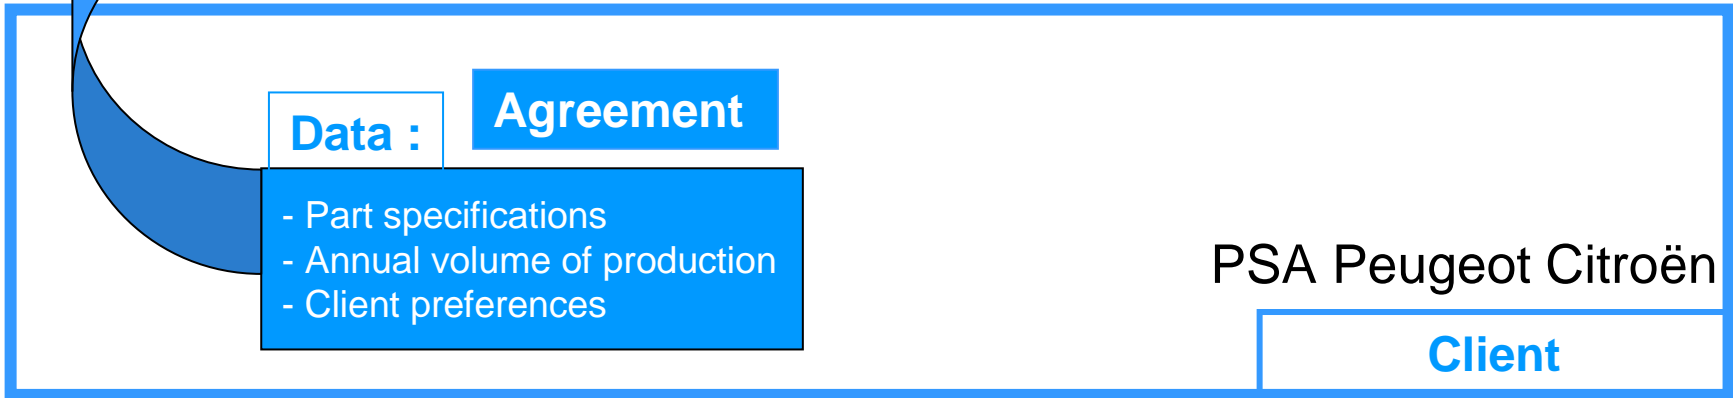 Agreement
Data :
- Part specifications
- Annual volume of production
- Client preferences
PSA Peugeot Citroën
Client